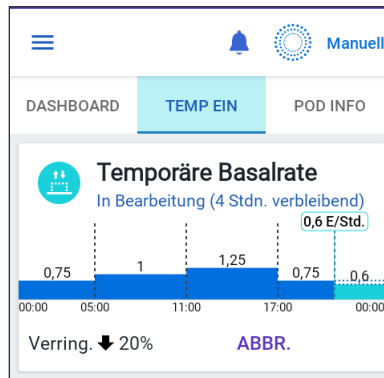 Manuell
DASHBOARD TEMP EIN POD INFO
Temporäre Basalrate
In Bearbeitung (4 Stdn. verbleibend)
0,6 E/Std.
0,75 1 1,25 0,75 0,6
00:00 05:00 11:00 17:00 00:00
Verring. 20% ABBR.